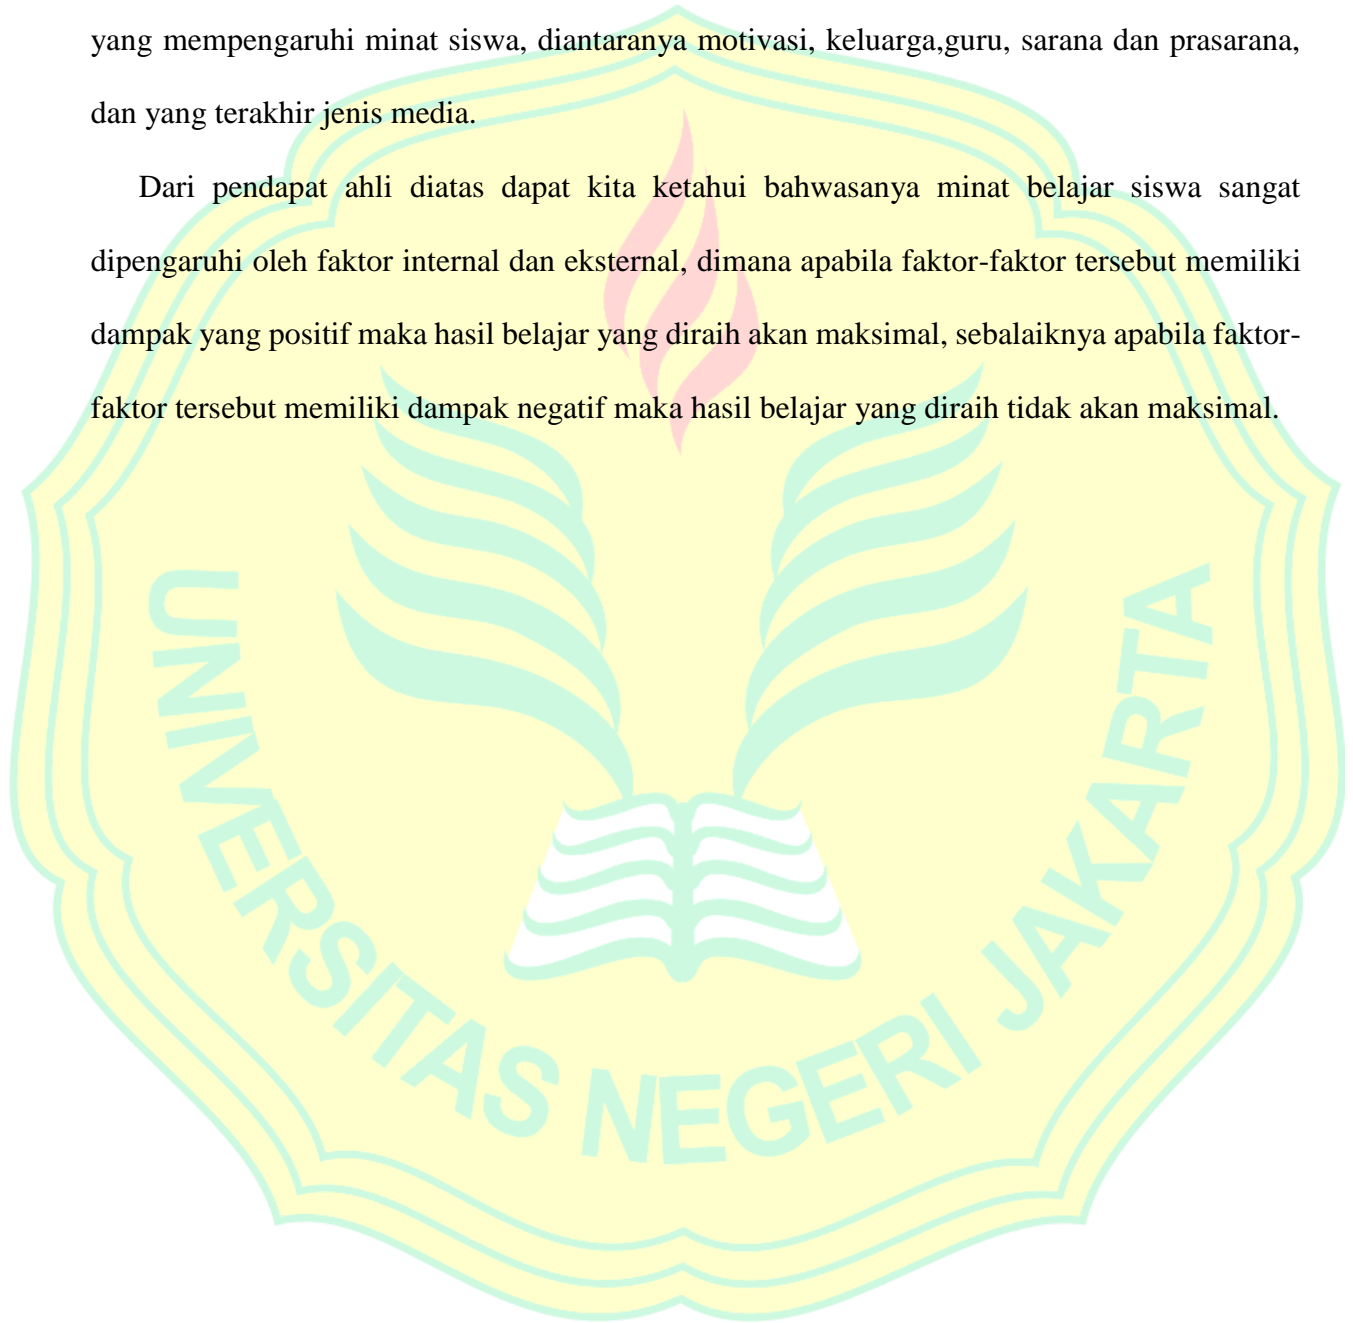 yang mempengaruhi minat siswa, diantaranya motivasi, keluarga,guru, sarana dan prasarana,
dan yang terakhir jenis media.
Dari pendapat ahli diatas dapat kita ketahui bahwasanya minat belajar siswa sangat
dipengaruhi oleh faktor internal dan eksternal, dimana apabila faktor-faktor tersebut memiliki
dampak yang positif maka hasil belajar yang diraih akan maksimal, sebalaiknya apabila faktor-
faktor tersebut memiliki dampak negatif maka hasil belajar yang diraih tidak akan maksimal.
UNIVERSITAS NEGERI JAKARTA